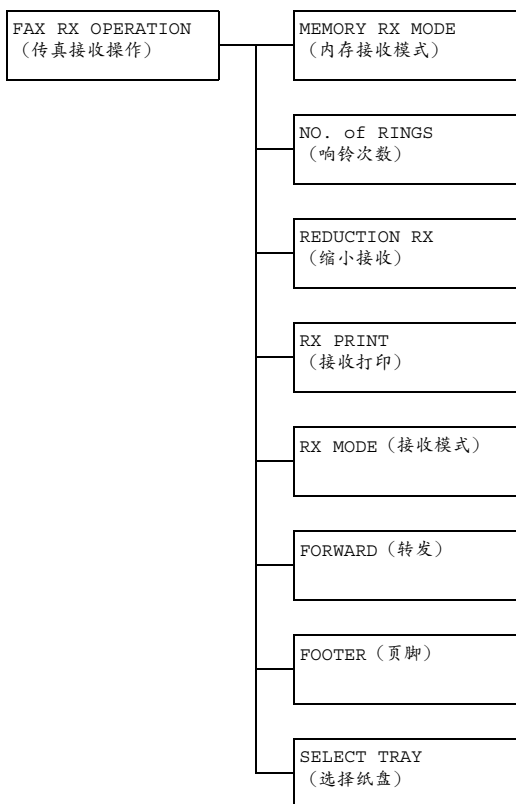 FAX RX OPERATION
（传真接收操作）
MEMORY RX MODE
（内存接收模式）
NO. of RINGS
（响铃次数）
REDUCTION RX
（缩小接收）
RX PRINT
（接收打印）
RX MODE（接收模式）
FORWARD（转发）
FOOTER（页脚）
SELECT TRAY
（选择纸盘）